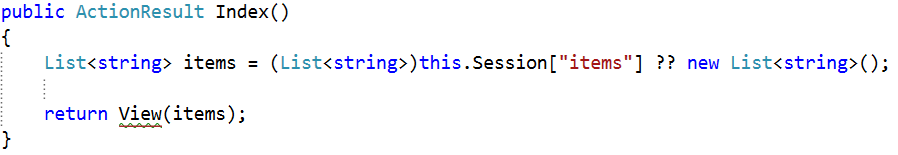 public ActionResult Index()
{
    List<string> items = (List<string>)this.Session["items"] ?? new List<string>();
    return View(items);
}